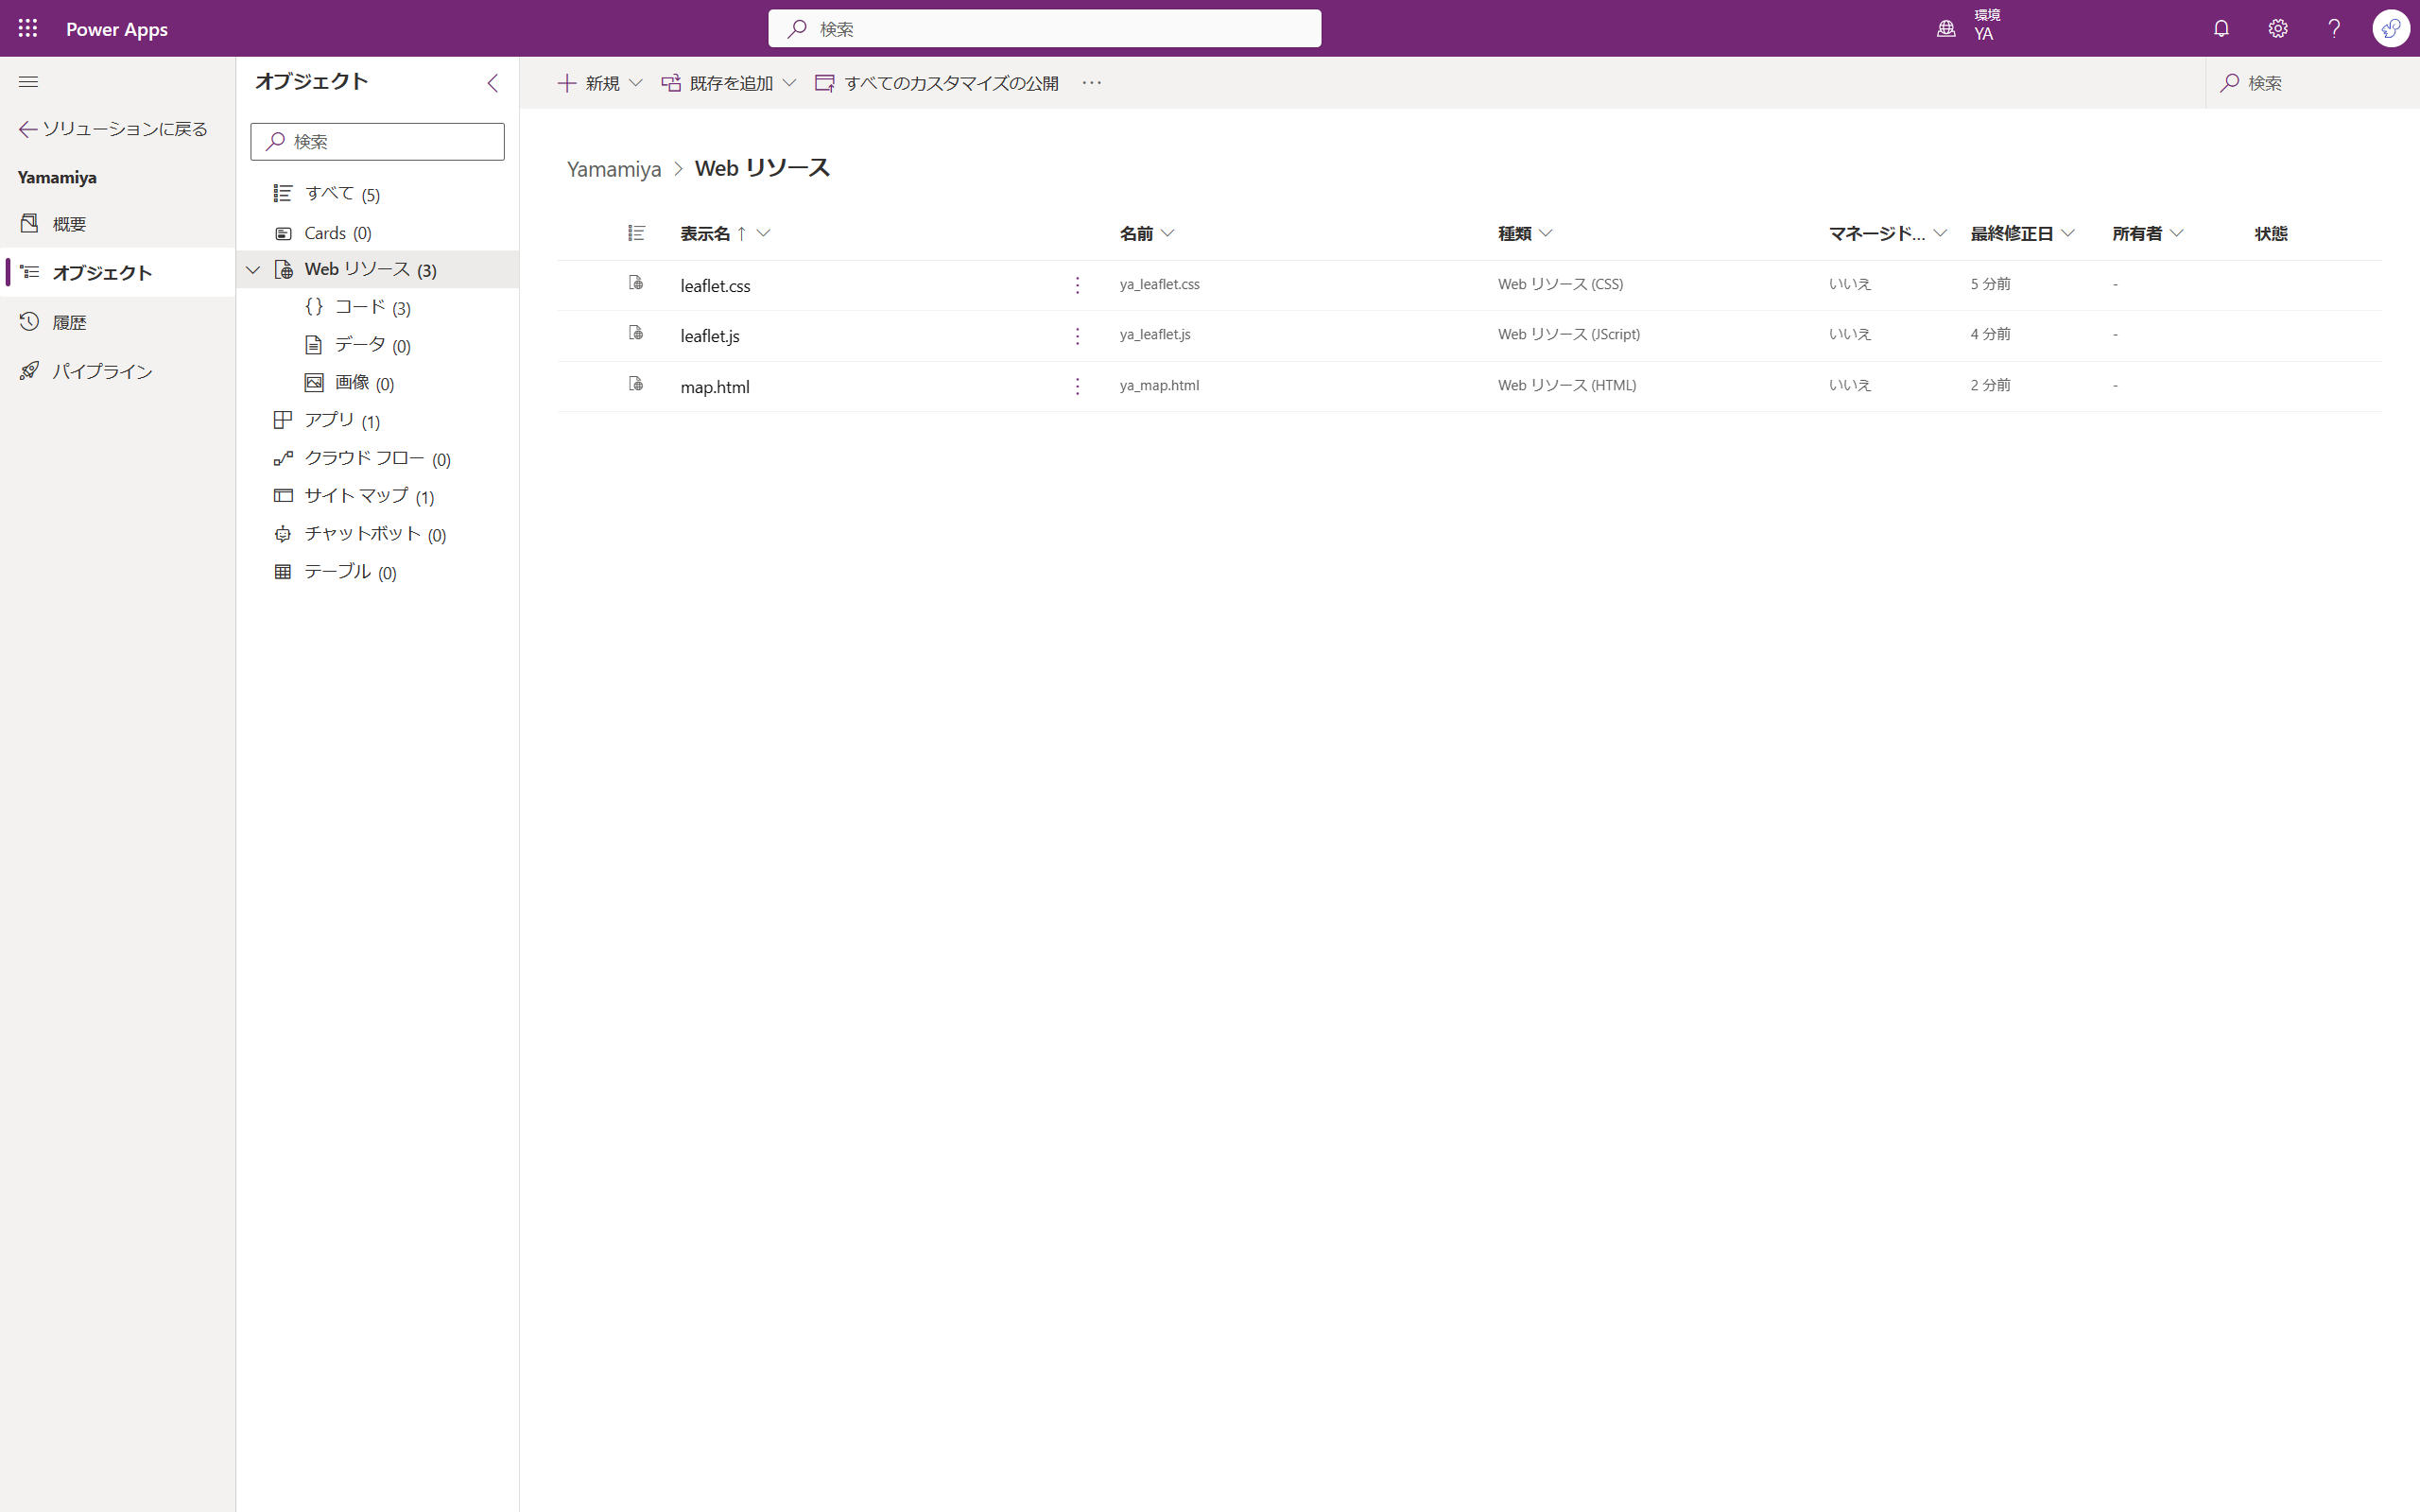 Power Apps
検索
環境
YA
オブジェクト
新規
既存を追加
すべてのカスタマイズの公開
検索
ソリューションに戻る
検索
Yamamiya
概要
オブジェクト
履歴
パイプライン
すべて (5)
Cards (0)
Web リソース (3)
コード (3)
データ (0)
画像 (0)
アプリ (1)
クラウド フロー (0)
サイト マップ (1)
チャットボット (0)
テーブル (0)
Yamamiya > Web リソース
表示名 ↑ 名前 種類 マネージド... 最終修正日 所有者 状態
leaflet.css ya_leaflet.css Web リソース (CSS) いいえ 5 分前 -
leaflet.js ya_leaflet.js Web リソース (JScript) いいえ 4 分前 -
map.html ya_map.html Web リソース (HTML) いいえ 2 分前 -